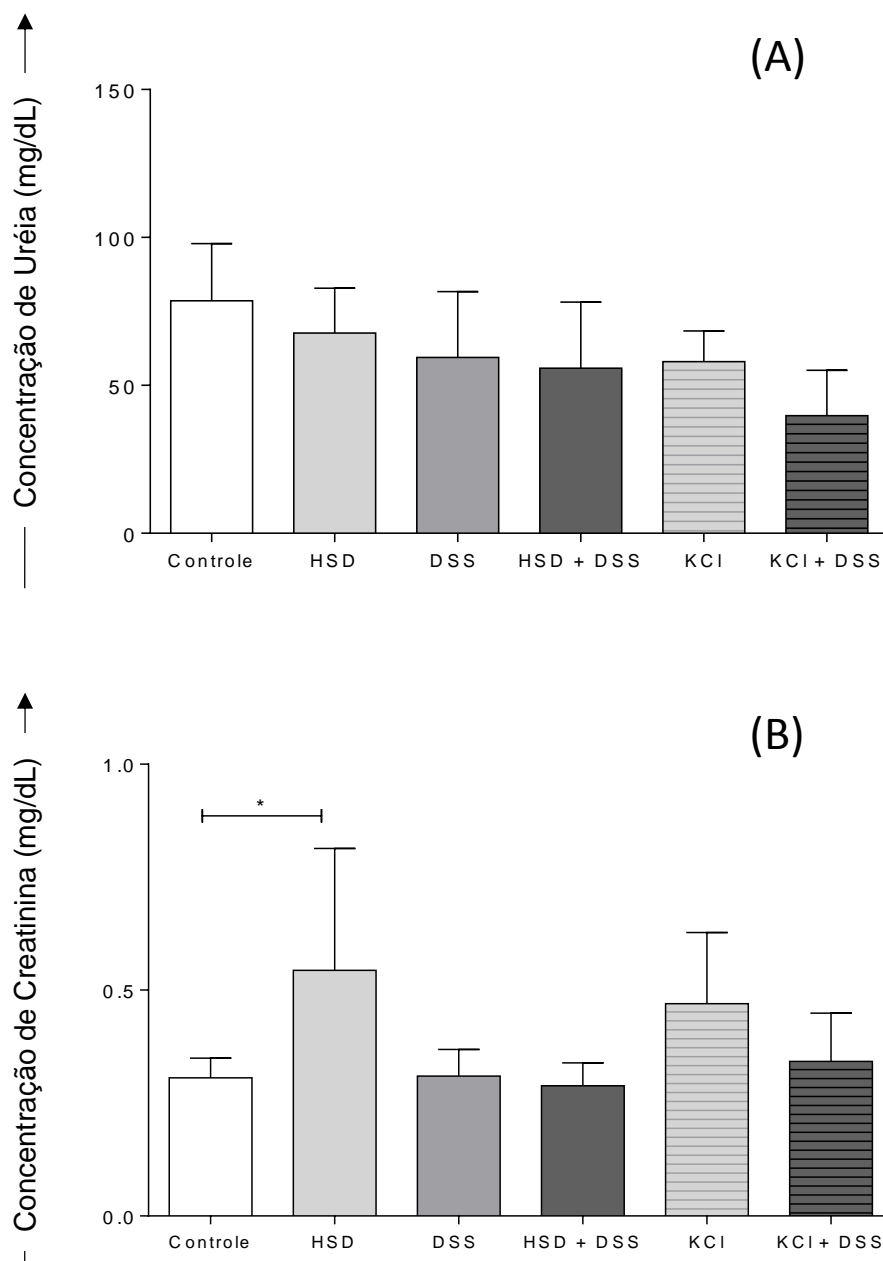 (A)
Concentração de Uréia (mg/dL)
150
100
50
0
Controle HSD DSS HSD + DSS KCl KCl + DSS
(B)
Concentração de Creatinina (mg/dL)
1.0
*
0.5
0.0
Controle HSD DSS HSD + DSS KCl KCl + DSS